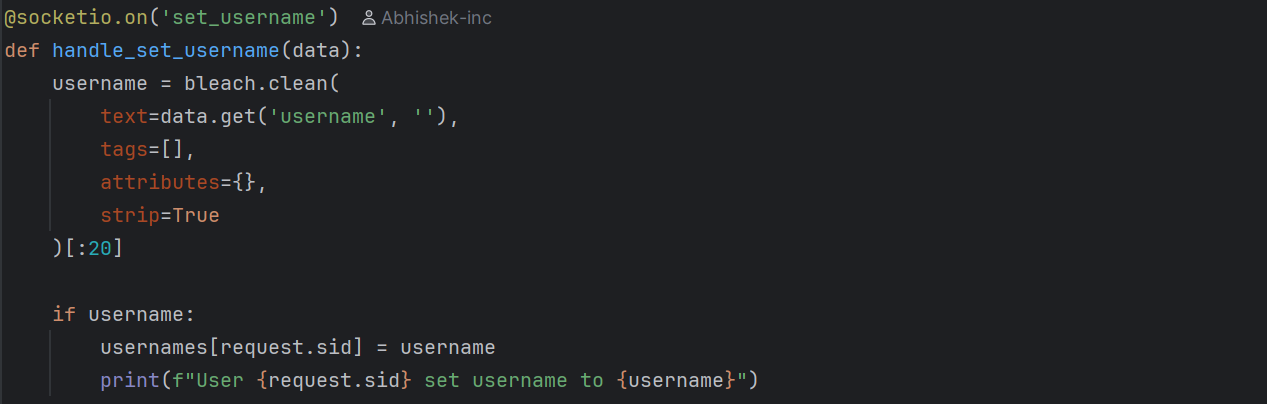 @socketio.on('set_username')  Abhishek-inc
def handle_set_username(data):
    username = bleach.clean(
        text=data.get('username', ''),
        tags=[],
        attributes={},
        strip=True
    )[:20]

    if username:
        usernames[request.sid] = username
        print(f"User {request.sid} set username to {username}")